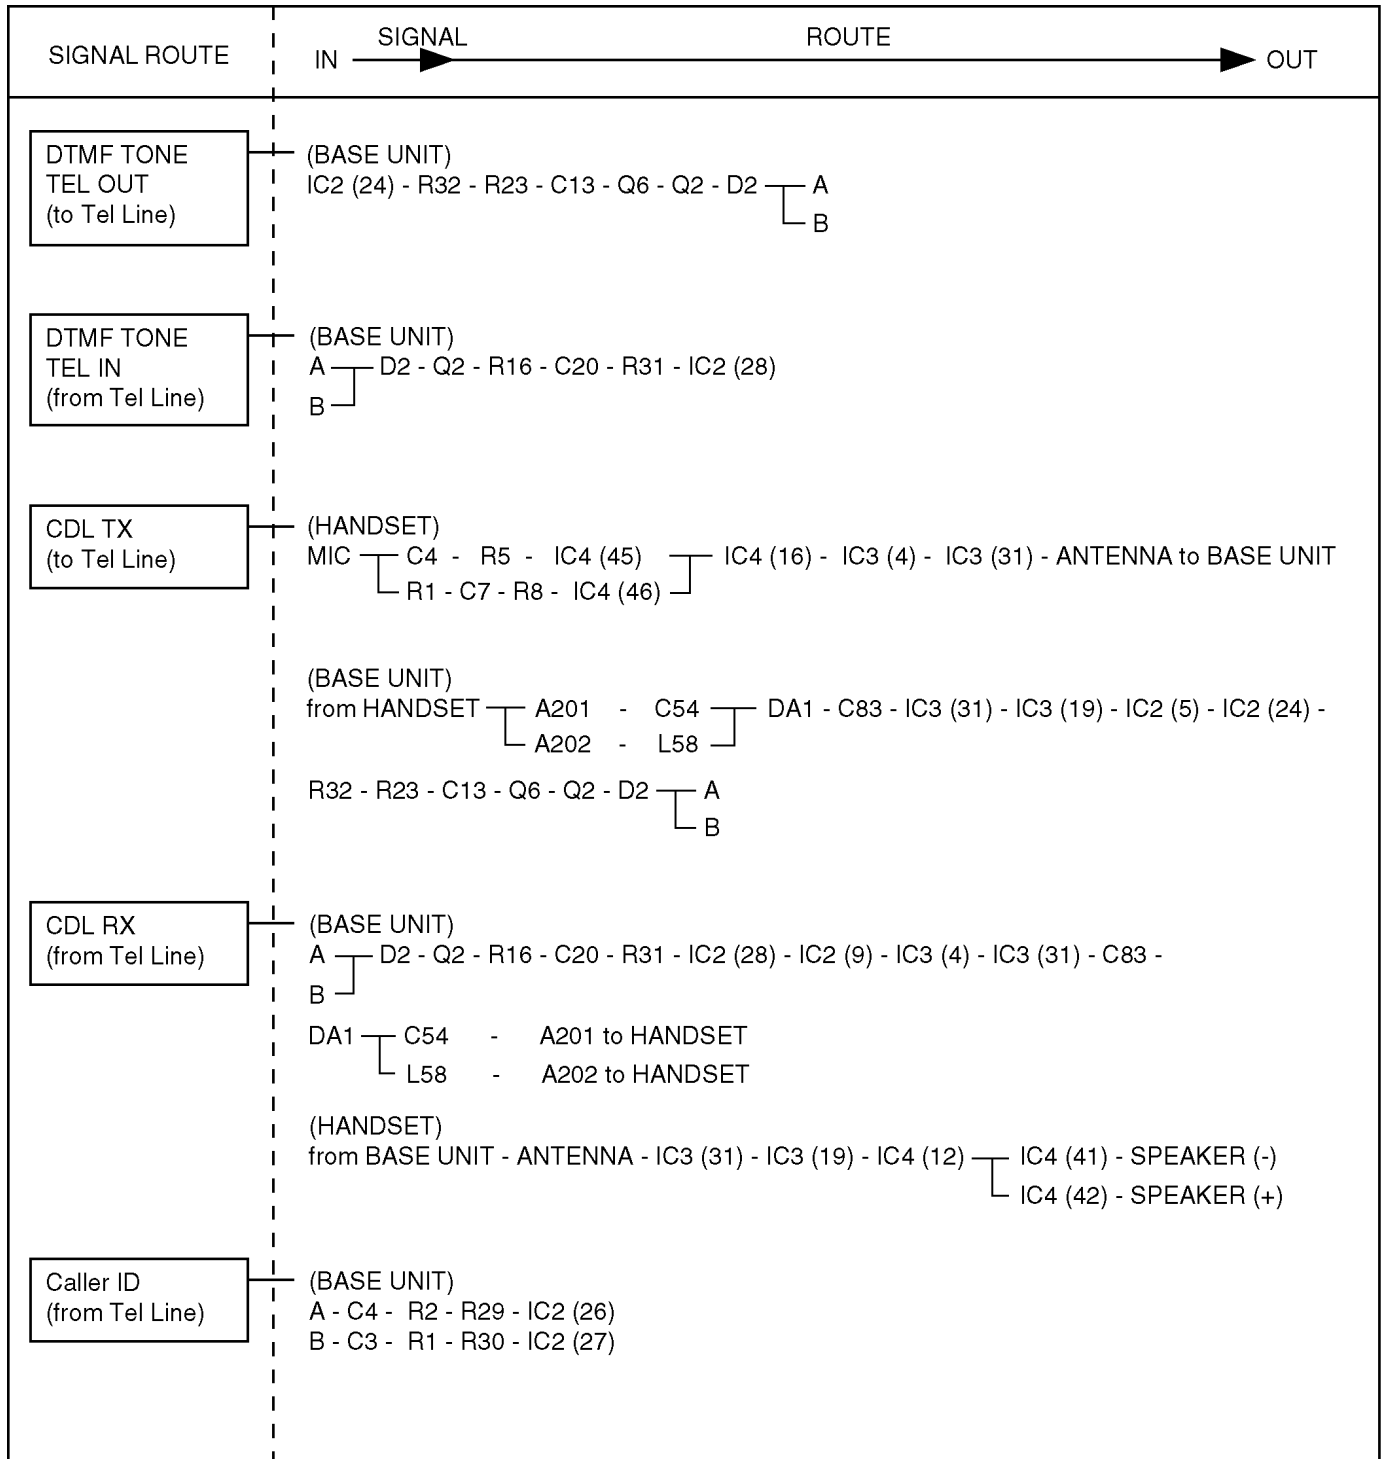 SIGNAL ROUTE
IN SIGNAL ROUTE OUT
DTMF TONE
TEL OUT
(to Tel Line)
(BASE UNIT)
IC2 (24) - R32 - R23 - C13 - Q6 - Q2 - D2 A
B
DTMF TONE
TEL IN
(from Tel Line)
(BASE UNIT)
A D2 - Q2 - R16 - C20 - R31 - IC2 (28)
B
CDL TX
(to Tel Line)
(HANDSET)
MIC C4 - R5 - IC4 (45) IC4 (16) - IC3 (4) - IC3 (31) - ANTENNA to BASE UNIT
R1 - C7 - R8 - IC4 (46)
(BASE UNIT)
from HANDSET A201 - C54 DA1 - C83 - IC3 (31) - IC3 (19) - IC2 (5) - IC2 (24) -
A202 - L58
R32 - R23 - C13 - Q6 - Q2 - D2 A
B
CDL RX
(from Tel Line)
(BASE UNIT)
A D2 - Q2 - R16 - C20 - R31 - IC2 (28) - IC2 (9) - IC3 (4) - IC3 (31) - C83 -
B
DA1 C54 - A201 to HANDSET
L58 - A202 to HANDSET
(HANDSET)
from BASE UNIT - ANTENNA - IC3 (31) - IC3 (19) - IC4 (12) IC4 (41) - SPEAKER (-)
IC4 (42) - SPEAKER (+)
Caller ID
(from Tel Line)
(BASE UNIT)
A - C4 - R2 - R29 - IC2 (26)
B - C3 - R1 - R30 - IC2 (27)